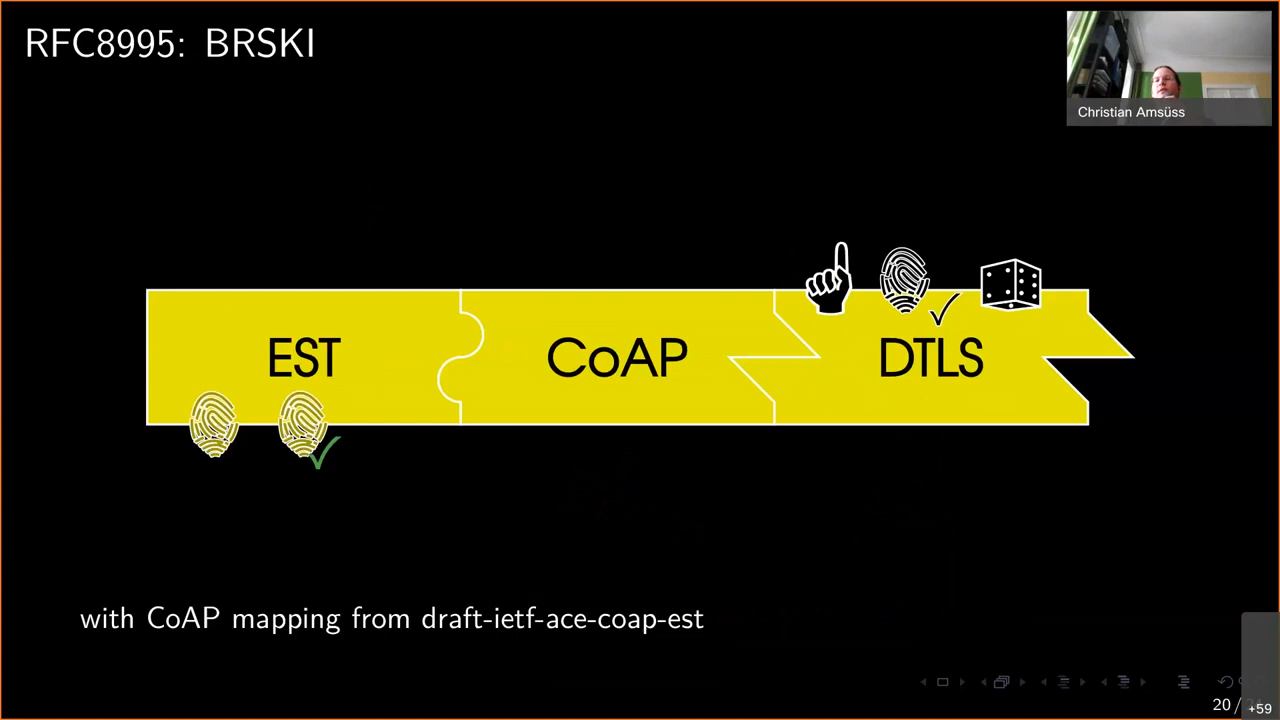 RFC8995: BRSKI
Christian Amsüss
EST
CoAP
DTLS
with CoAP mapping from draft-ietf-ace-coap-est
20 /
+59